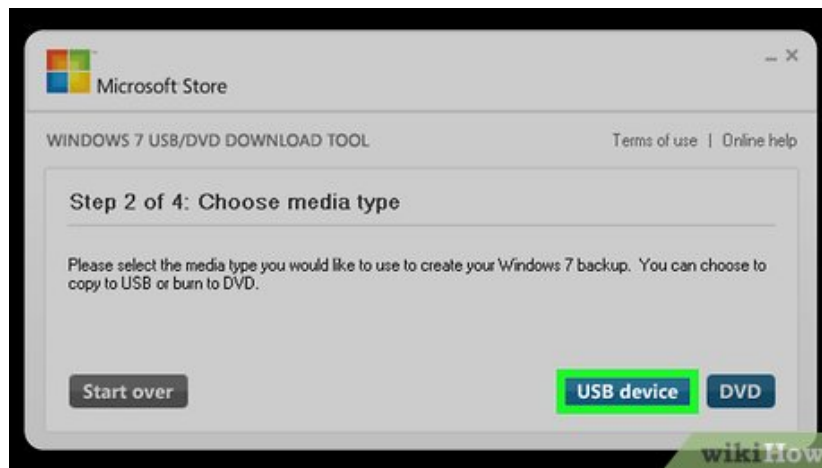 Microsoft Store
WINDOWS 7 USB/DVD DOWNLOAD TOOL
Terms of use | Online help
Step 2 of 4: Choose media type
Please select the media type you would like to use to create your Windows 7 backup. You can choose to
copy to USB or burn to DVD.
Start over
USB device
DVD
wikiHow